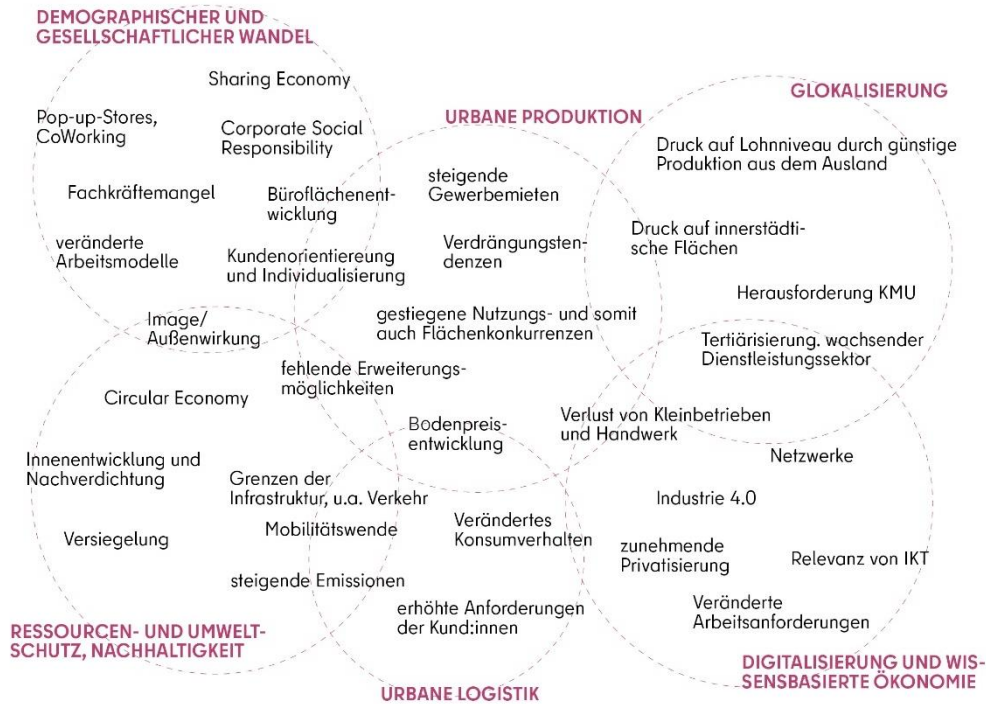 DEMOGRAPHISCHER UND
GESELLSCHAFTLICHER WANDEL
Sharing Economy
Pop-up-Stores,
CoWorking
Corporate Social
Responsibility
Fachkräftemangel
Büroflächenent-
wicklung
veränderte
Arbeitsmodelle
Kundenorientiereung
und Individualisierung
Image/
Außenwirkung
URBANE PRODUKTION
steigende
Gewerbemieten
Verdrängungsten-
denzen
gestiegene Nutzungs- und somit
auch Flächenkonkurrenzen
fehlende Erweiterungs-
möglichkeiten
Bodenpreis-
entwicklung
GLOKALISIERUNG
Druck auf Lohnniveau durch günstige
Produktion aus dem Ausland
Druck auf innerstädti-
sche Flächen
Herausforderung KMU
Tertiärisierung. wachsender
Dienstleistungssektor
Verlust von Kleinbetrieben
und Handwerk
Circular Economy
Innenentwicklung und
Nachverdichtung
Grenzen der
Infrastruktur, u.a. Verkehr
Versiegelung
Mobilitätswende
steigende Emissionen
RESSOURCEN- UND UMWELT-
SCHUTZ, NACHHALTIGKEIT
Verändertes
Konsumverhalten
erhöhte Anforderungen
der Kund:innen
URBANE LOGISTIK
Netzwerke
Industrie 4.0
zunehmende
Privatisierung
Relevanz von IKT
Veränderte
Arbeitsanforderungen
DIGITALISIERUNG UND WIS-
SENSBASIERTE ÖKONOMIE